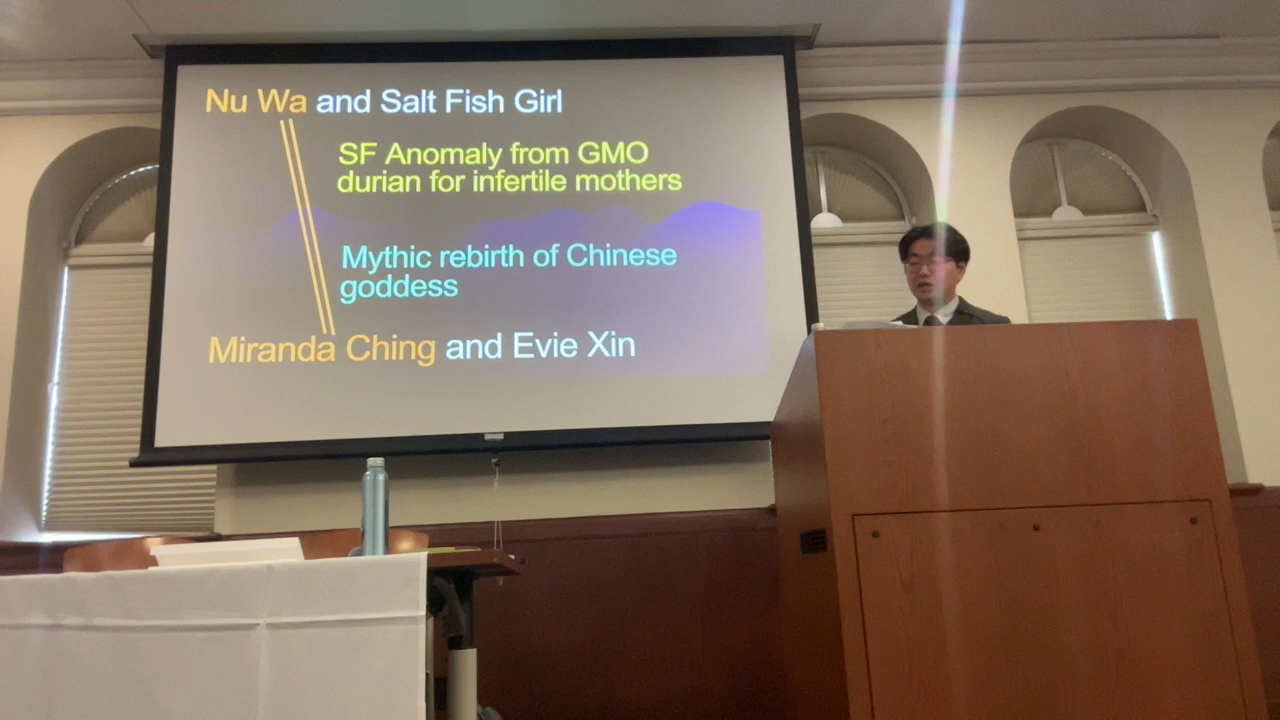 Nu Wa and Salt Fish Girl
SF Anomaly from GMO
durian for infertile mothers
Mythic rebirth of Chinese
goddess
Miranda Ching and Evie Xin